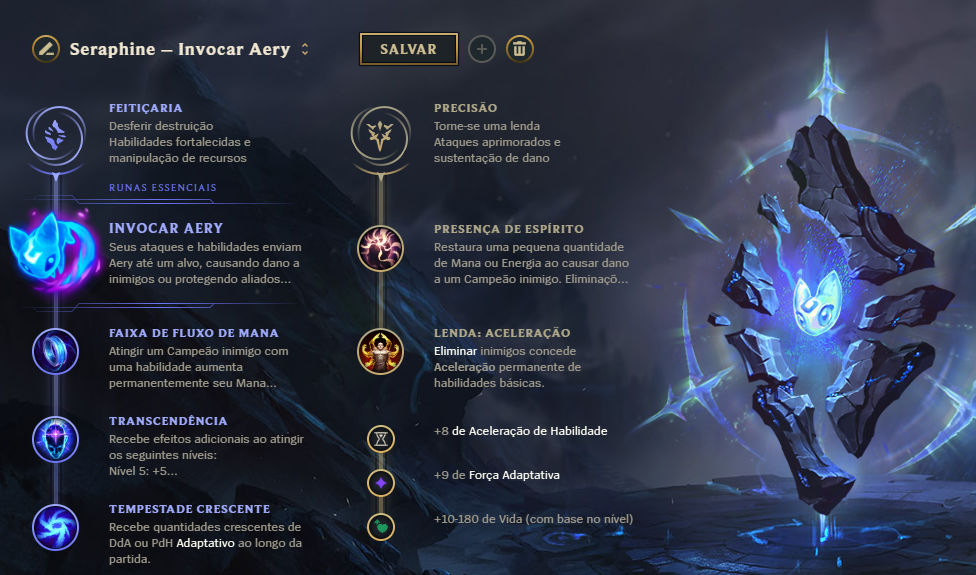 Seraphine – Invocar Aery
SALVAR
FEITIÇARIA
Desferir destruição
Habilidades fortalecidas e
manipulação de recursos
RUNAS ESSENCIAIS
INVOCAR AERY
Seus ataques e habilidades enviam
Aery até um alvo, causando dano a
inimigos ou protegendo aliados...
FAIXA DE FLUXO DE MANA
Atingir um Campeão inimigo com
uma habilidade aumenta
permanentemente seu Mana...
TRANSCENDÊNCIA
Recebe efeitos adicionais ao atingir
os seguintes níveis:
Nível 5: +5...
TEMPESTADE CRESCENTE
Recebe quantidades crescentes de
DdA ou PdH Adaptativo ao longo da
partida.
PRECISÃO
Torne-se uma lenda
Ataques aprimorados e
sustentação de dano
PRESENÇA DE ESPÍRITO
Restaura uma pequena quantidade
de Mana ou Energia ao causar dano
a um Campeão inimigo. Eliminaçõ...
LENDA: ACELERAÇÃO
Eliminar inimigos concede
Aceleração permanente de
habilidades básicas.
+8 de Aceleração de Habilidade
+9 de Força Adaptativa
+10-180 de Vida (com base no nível)